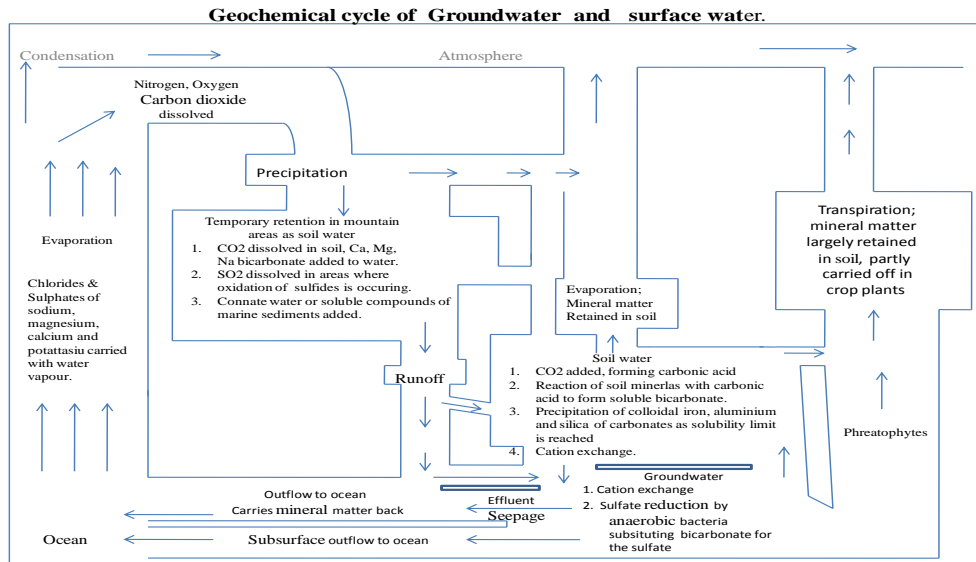 Geochemical cycle of Groundwater and surface water.
Condensation
Atmosphere
Nitrogen, Oxygen
Carbon dioxide
dissolved
Precipitation
Temporary retention in mountain
areas as soil water
1. CO2 dissolved in soil, Ca, Mg,
Na bicarbonate added to water.
2. SO2 dissolved in areas where
oxidation of sulfides is occuring.
3. Connate water or soluble compounds of
marine sediments added.
Evaporation
Chlorides &
Sulphates of
sodium,
magnesium,
calcium and
potattasiu carried
with water
vapour.
Transpiration;
mineral matter
largely retained
in soil, partly
carried off in
crop plants
Evaporation;
Mineral matter
Retained in soil
Runoff
Soil water
1. CO2 added, forming carbonic acid
2. Reaction of soil minerlas with carbonic
acid to form soluble bicarbonate.
3. Precipitation of colloidal iron, aluminium
and silica of carbonates as solubility limit
is reached
4. Cation exchange.
Phreatophytes
Groundwater
1. Cation exchange
2. Sulfate reduction by
anaerobic bacteria
subsituting bicarbonate for
the sulfate
Effluent
Seepage
Outflow to ocean
Carries mineral matter back
Ocean
Subsurface outflow to ocean